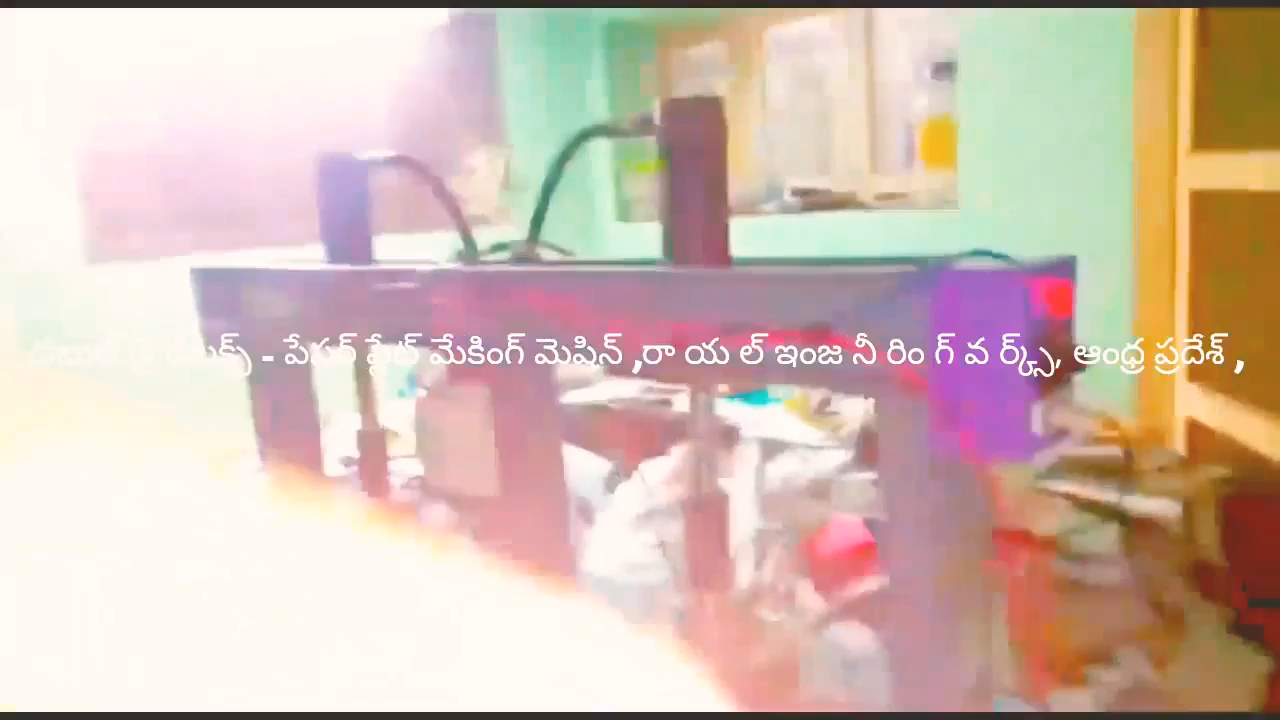 - పేపర్ ప్లేట్ మేకింగ్ మెషిన్ ,రా య ల్ ఇంజ నీ రిం గ్ వ ర్క్స్, ఆంధ్ర ప్రదేశ్ ,